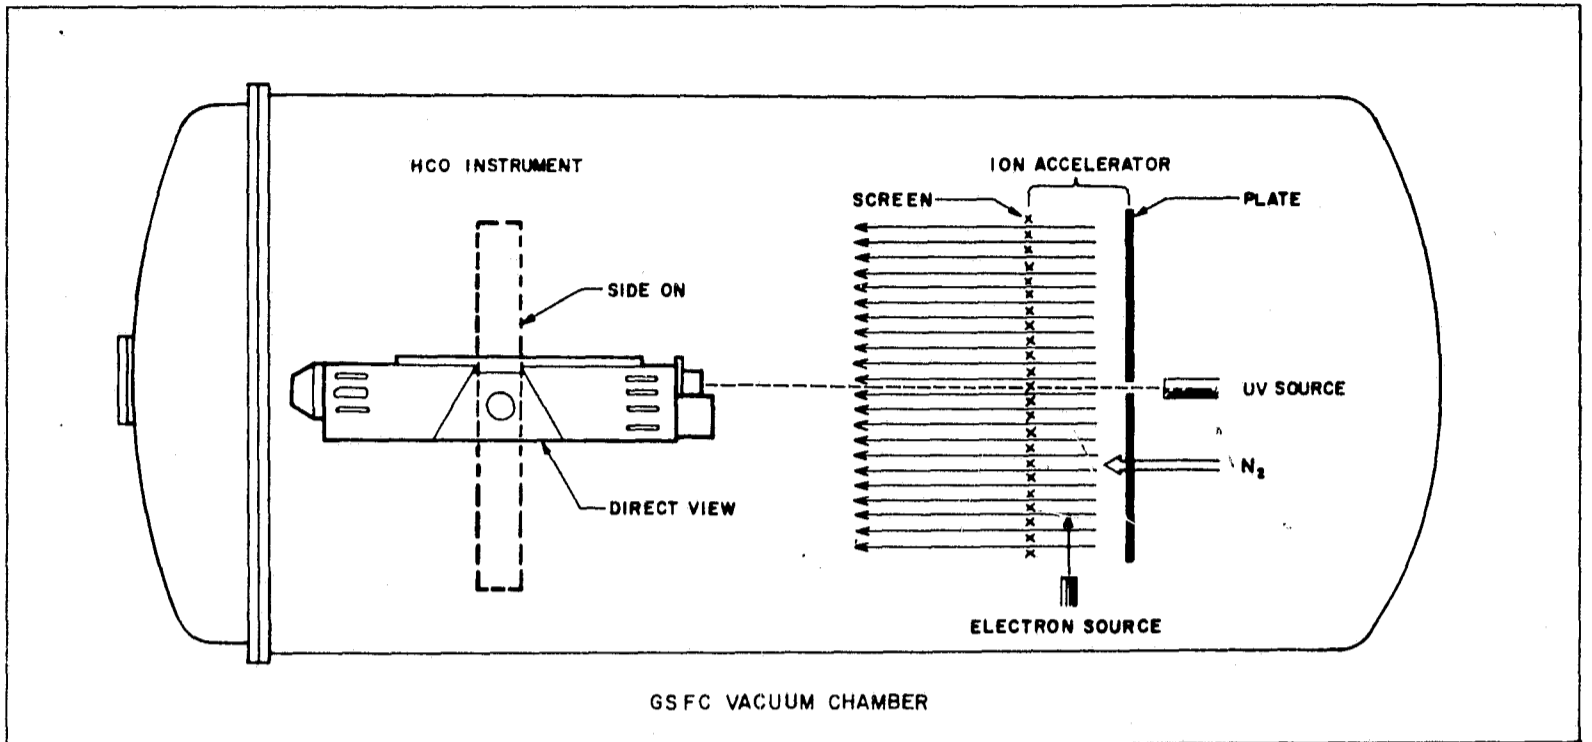 HCO INSTRUMENT
ION ACCELERATOR
SCREEN
PLATE
SIDE ON
UV SOURCE
N₂
DIRECT VIEW
ELECTRON SOURCE
GSFC VACUUM CHAMBER